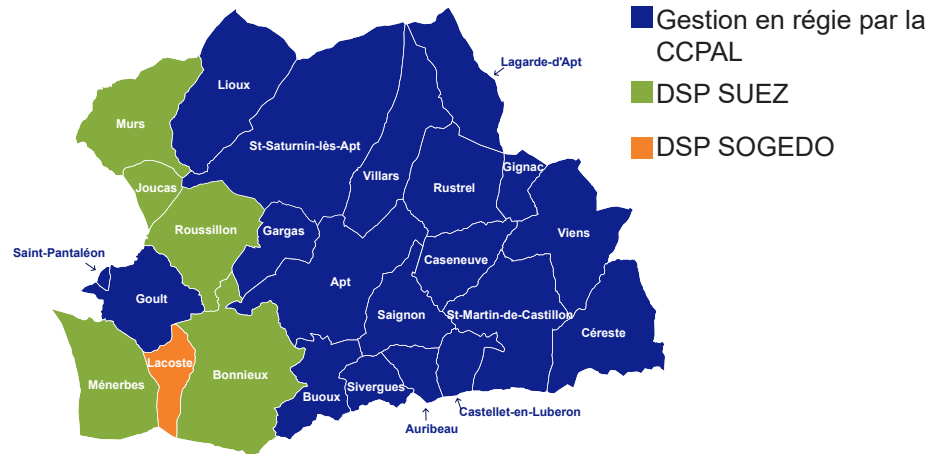 Gestion en régie par la
CCPAL
DSP SUEZ
DSP SOGEDO
Lagarde-d'Apt
Lioux
Murs
St-Saturnin-lès-Apt
Gignac
Villars
Joucas
Rustrel
Roussillon
Gargas
Viens
Saint-Pantaléon
Caseneuve
Apt
Goult
Saignon
St-Martin-de-Castillon
Céreste
Lacoste
Bonnieux
Ménerbes
Sivergues
Buoux
Castellet-en-Luberon
Auribeau